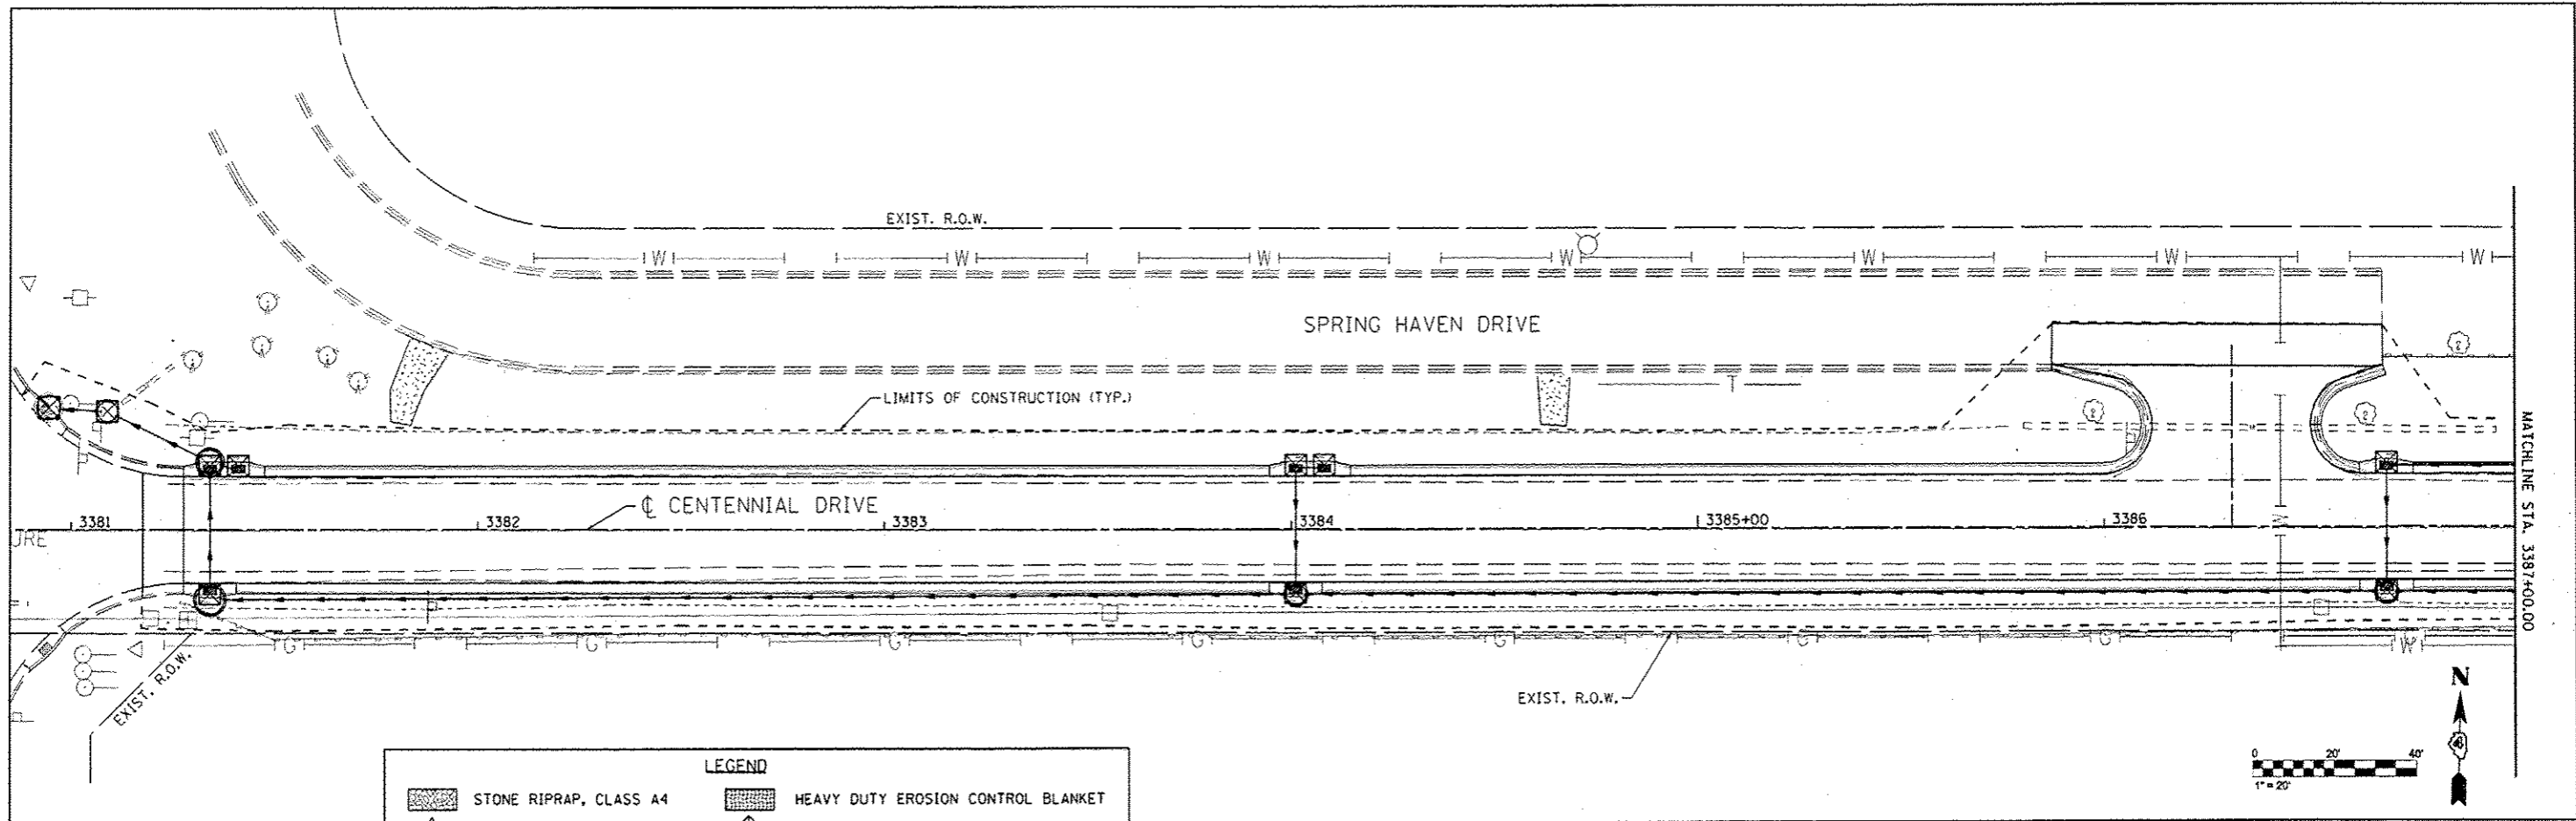 EXIST. R.O.W.
W W W W W W W
SPRING HAVEN DRIVE
T
LIMITS OF CONSTRUCTION (TYP.)
℄ CENTENNIAL DRIVE
3381 3382 3383 3384 3385+00 3386
URE
MATCHLINE STA. 3387+00.00
W
G G G G G G G
W
EXIST. R.O.W.
EXIST. R.O.W.
N
0 20' 40'
1" = 20'
LEGEND
STONE RIPRAP, CLASS A4
HEAVY DUTY EROSION CONTROL BLANKET